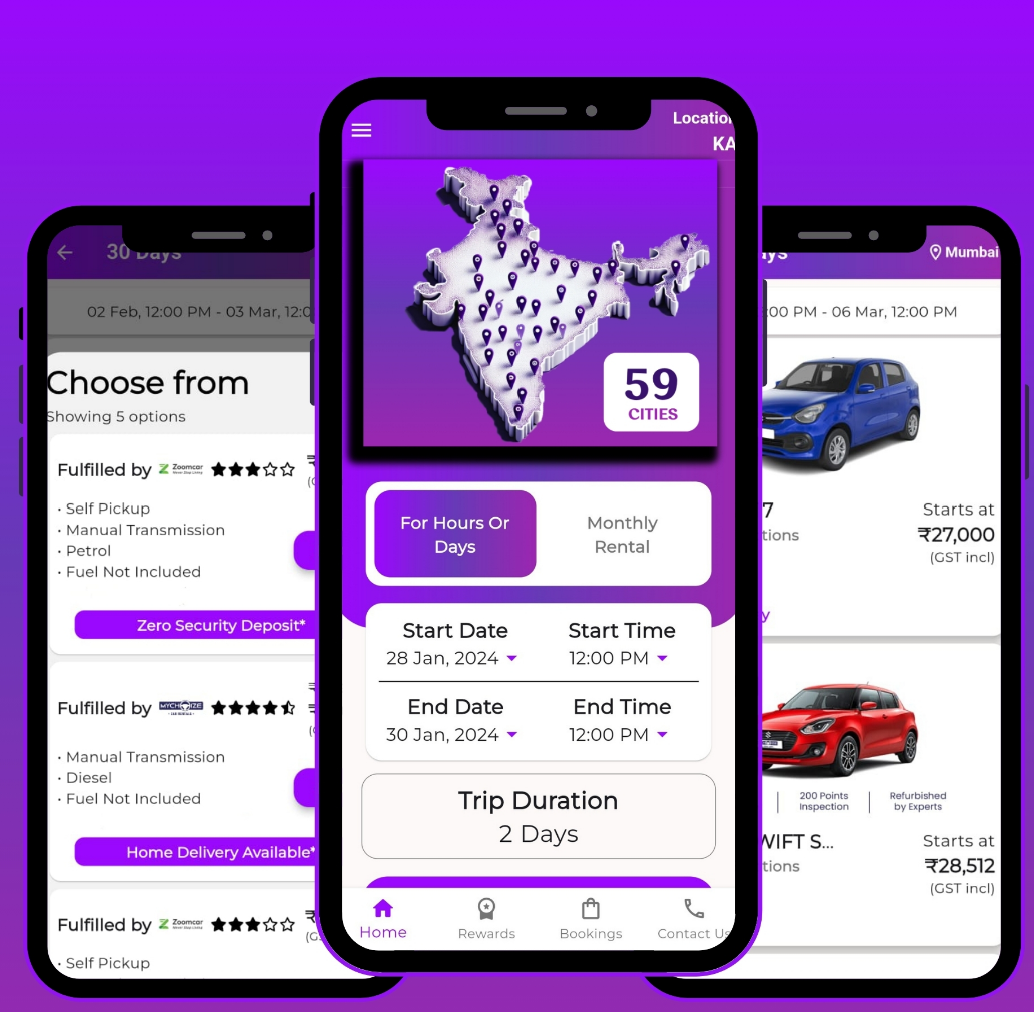 30 Days
02 Feb, 12:00 PM - 03 Mar, 12:0
Choose from
Showing 5 options
Fulfilled by Zoomcar
• Self Pickup
• Manual Transmission
• Petrol
• Fuel Not Included
Zero Security Deposit*
Fulfilled by MYCHOIZE
• Manual Transmission
• Diesel
• Fuel Not Included
Home Delivery Available*
Fulfilled by Zoomcar
• Self Pickup
Location
KA
59
CITIES
For Hours Or
Days
Monthly
Rental
Start Date
28 Jan, 2024
Start Time
12:00 PM
End Date
30 Jan, 2024
End Time
12:00 PM
Trip Duration
2 Days
Home
Rewards
Bookings
Contact Us
ays
Mumbai
:00 PM - 06 Mar, 12:00 PM
7
tions
Starts at
₹27,000
(GST incl)
y
200 Points
Inspection
Refurbished
by Experts
WIFT S...
tions
Starts at
₹28,512
(GST incl)